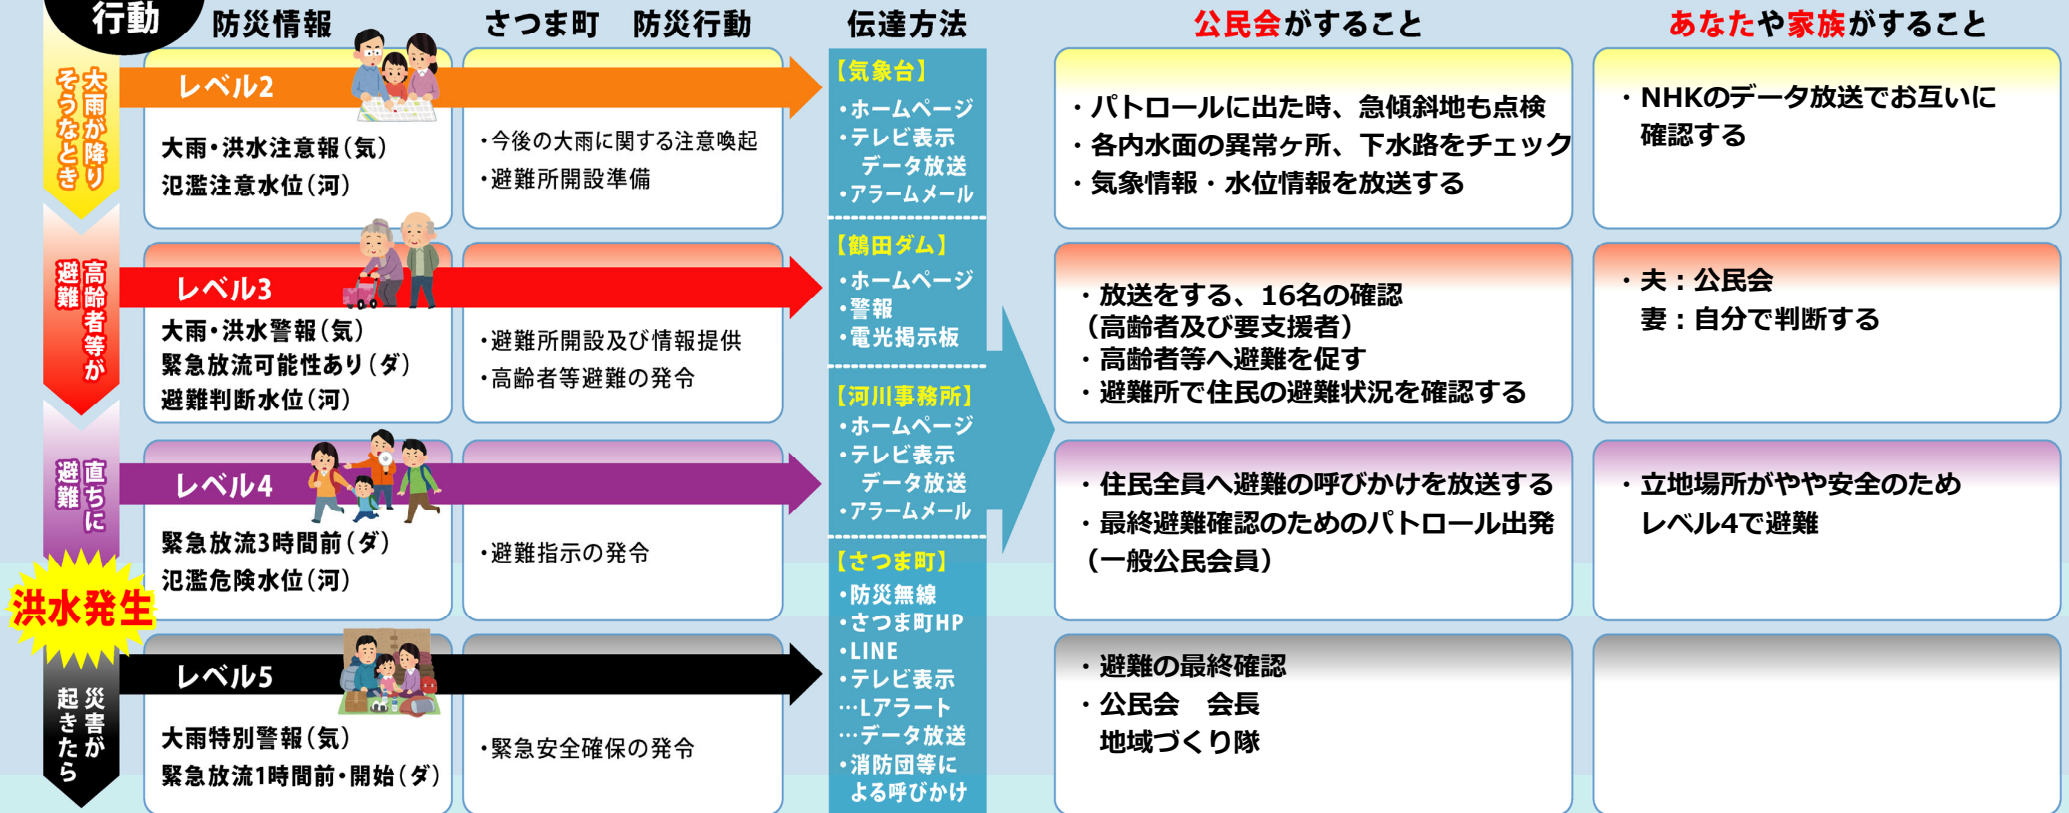 行動
防災情報
さつま町　防災行動
伝達方法
公民会がすること
あなたや家族がすること
大雨が降り
そうなとき
レベル2
大雨・洪水注意報(気)
氾濫注意水位(河)
・今後の大雨に関する注意喚起
・避難所開設準備
・パトロールに出た時、急傾斜地も点検
・各内水面の異常ヶ所、下水路をチェック
・気象情報・水位情報を放送する
・NHKのデータ放送でお互いに
確認する
高齢者等が
避難
レベル3
大雨・洪水警報(気)
緊急放流可能性あり(ダ)
避難判断水位(河)
・避難所開設及び情報提供
・高齢者等避難の発令
・放送をする、16名の確認
（高齢者及び要支援者）
・高齢者等へ避難を促す
・避難所で住民の避難状況を確認する
・夫：公民会
妻：自分で判断する
直ちに
避難
レベル4
緊急放流3時間前(ダ)
氾濫危険水位(河)
・避難指示の発令
・住民全員へ避難の呼びかけを放送する
・最終避難確認のためのパトロール出発
（一般公民会員）
・立地場所がやや安全のため
レベル4で避難
洪水発生
災害が
起きたら
レベル5
大雨特別警報(気)
緊急放流1時間前・開始(ダ)
・緊急安全確保の発令
・避難の最終確認
・公民会　会長
地域づくり隊
【気象台】
・ホームページ
・テレビ表示
データ放送
・アラームメール
【鶴田ダム】
・ホームページ
・警報
・電光掲示板
【河川事務所】
・ホームページ
・テレビ表示
データ放送
・アラームメール
【さつま町】
・防災無線
・さつま町HP
・LINE
・テレビ表示
…Lアラート
…データ放送
・消防団等に
よる呼びかけ